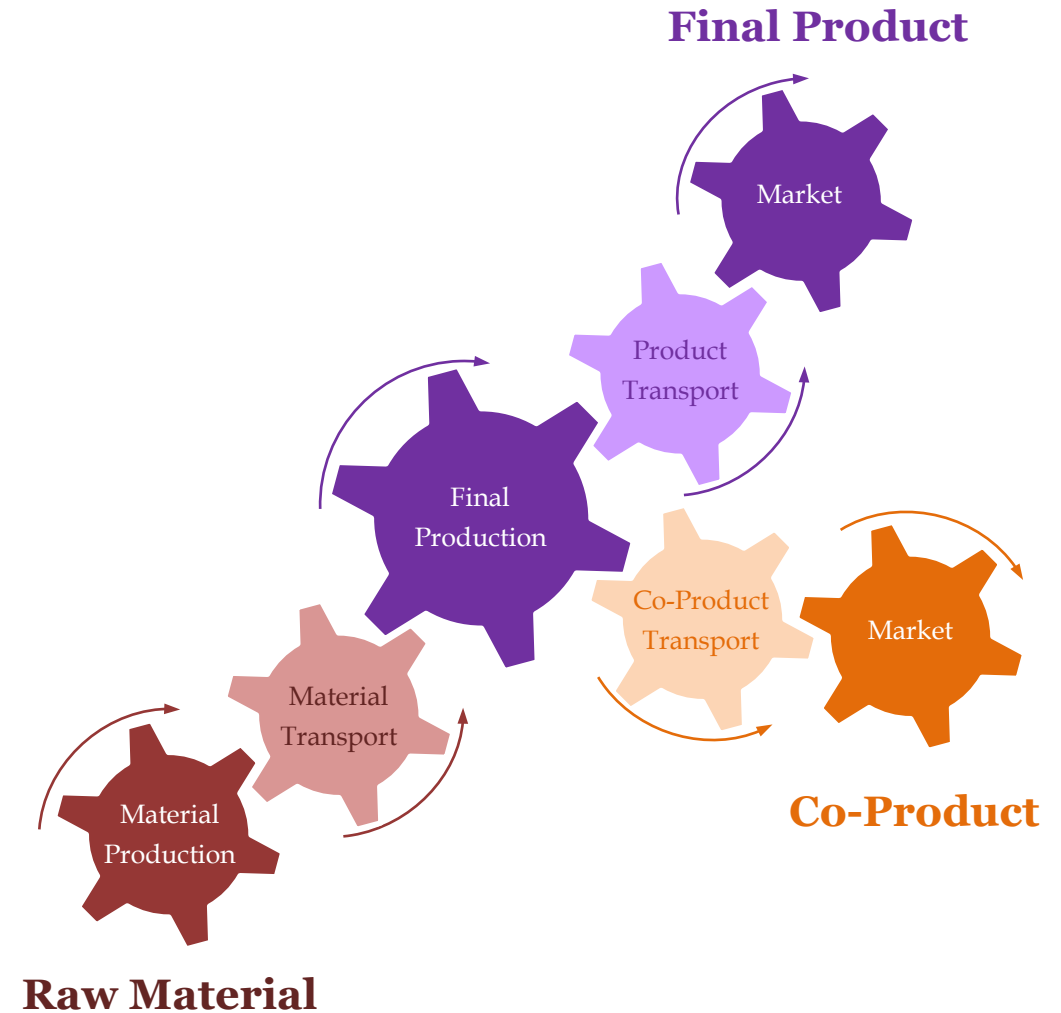 Final Product
Market
Product
Transport
Final
Production
Co-Product
Transport
Market
Material
Transport
Material
Production
Co-Product
Raw Material